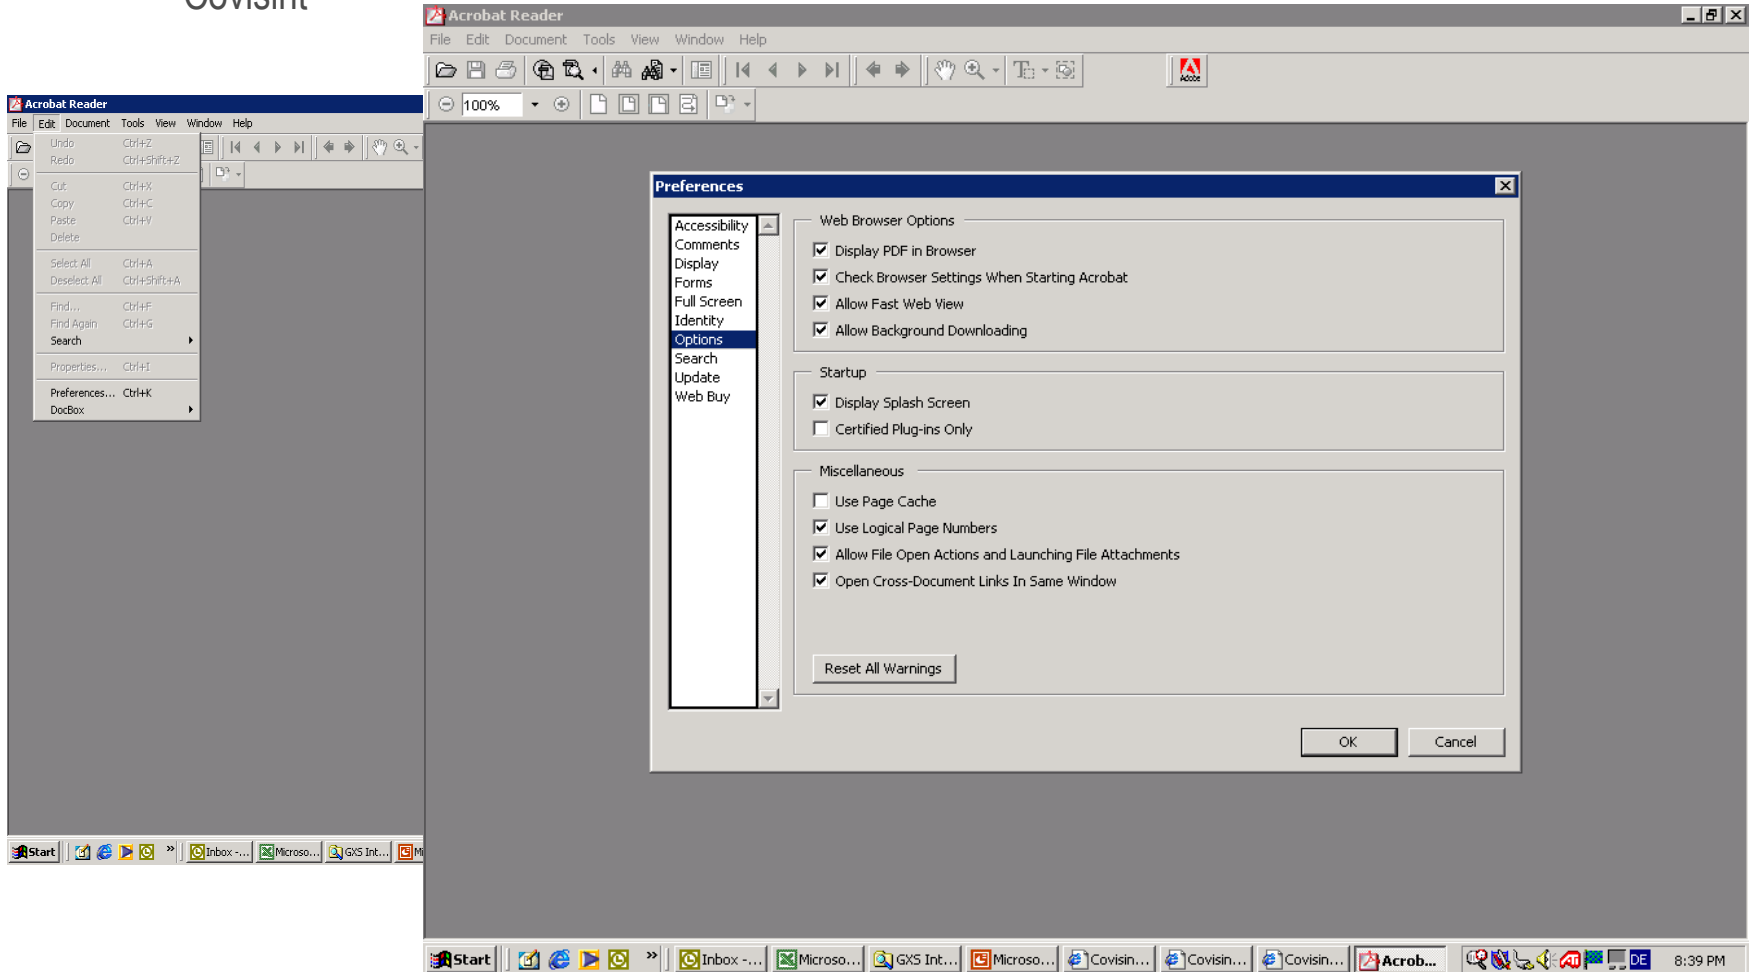 Covisint
Acrobat Reader
File Edit Document Tools View Window Help
Undo Ctrl+Z
Redo Ctrl+Shift+Z
Cut Ctrl+X
Copy Ctrl+C
Paste Ctrl+V
Delete
Select All Ctrl+A
Deselect All Ctrl+Shift+A
Find... Ctrl+F
Find Again Ctrl+G
Search
Properties... Ctrl+I
Preferences... Ctrl+K
DocBox
Start » Inbox -... Microso... GXS Int... Mi
Acrobat Reader
File Edit Document Tools View Window Help
Adobe
100%
Preferences
Accessibility
Comments
Display
Forms
Full Screen
Identity
Options
Search
Update
Web Buy
Web Browser Options
Display PDF in Browser
Check Browser Settings When Starting Acrobat
Allow Fast Web View
Allow Background Downloading
Startup
Display Splash Screen
Certified Plug-ins Only
Miscellaneous
Use Page Cache
Use Logical Page Numbers
Allow File Open Actions and Launching File Attachments
Open Cross-Document Links In Same Window
Reset All Warnings
OK Cancel
Start » Inbox -... Microso... GXS Int... Microso... Covisin... Covisin... Covisin... Acrob... DE 8:39 PM